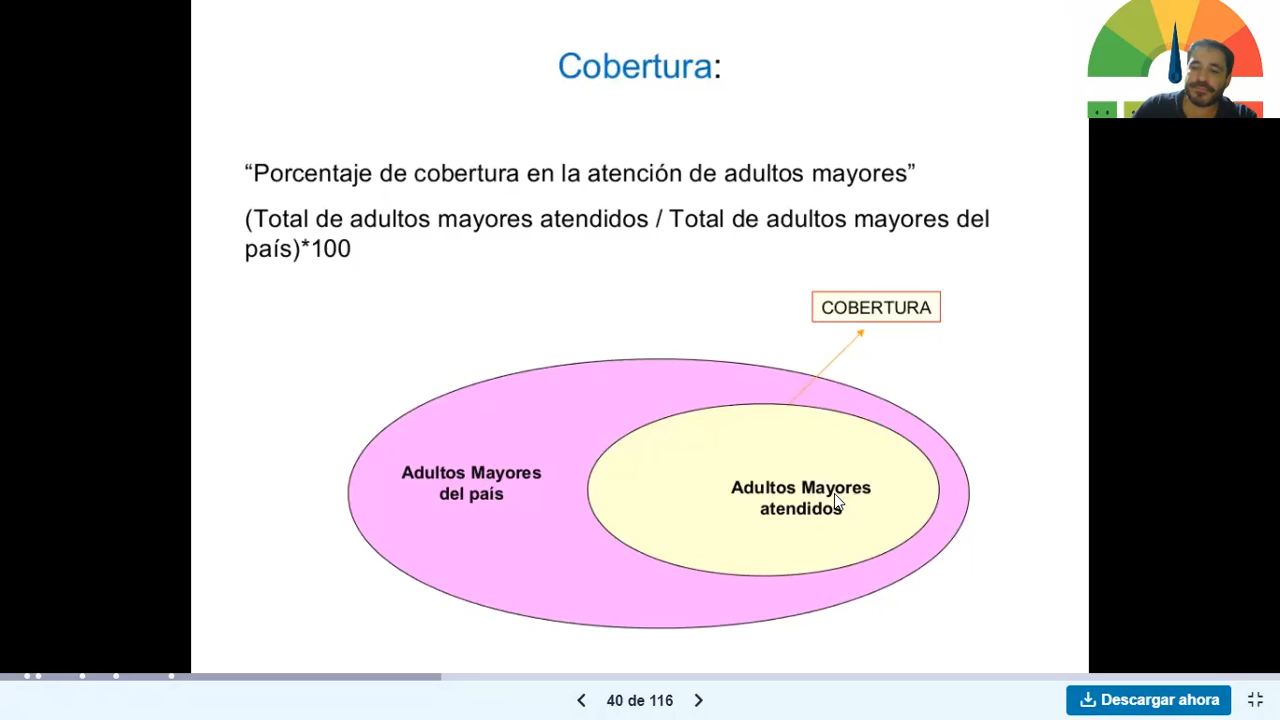 Cobertura:
“Porcentaje de cobertura en la atención de adultos mayores”
(Total de adultos mayores atendidos / Total de adultos mayores del
país)*100
COBERTURA
Adultos Mayores
del país
Adultos Mayores
atendidos
40 de 116
Descargar ahora